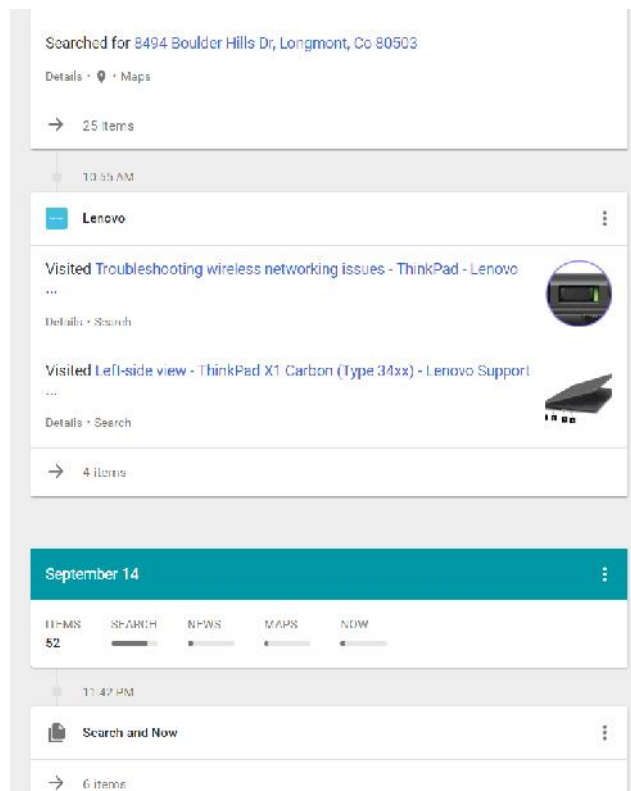 Searched for 8494 Boulder Hills Dr, Longmont, Co 80503
Details • • Maps
25 items
10:55 AM
Lenovo
Visited Troubleshooting wireless networking issues - ThinkPad - Lenovo
...
Details • Search
Visited Left-side view - ThinkPad X1 Carbon (Type 34xx) - Lenovo Support
...
Details • Search
4 items
September 14
ITEMS SEARCH NEWS MAPS NOW
52
11:42 PM
Search and Now
6 items